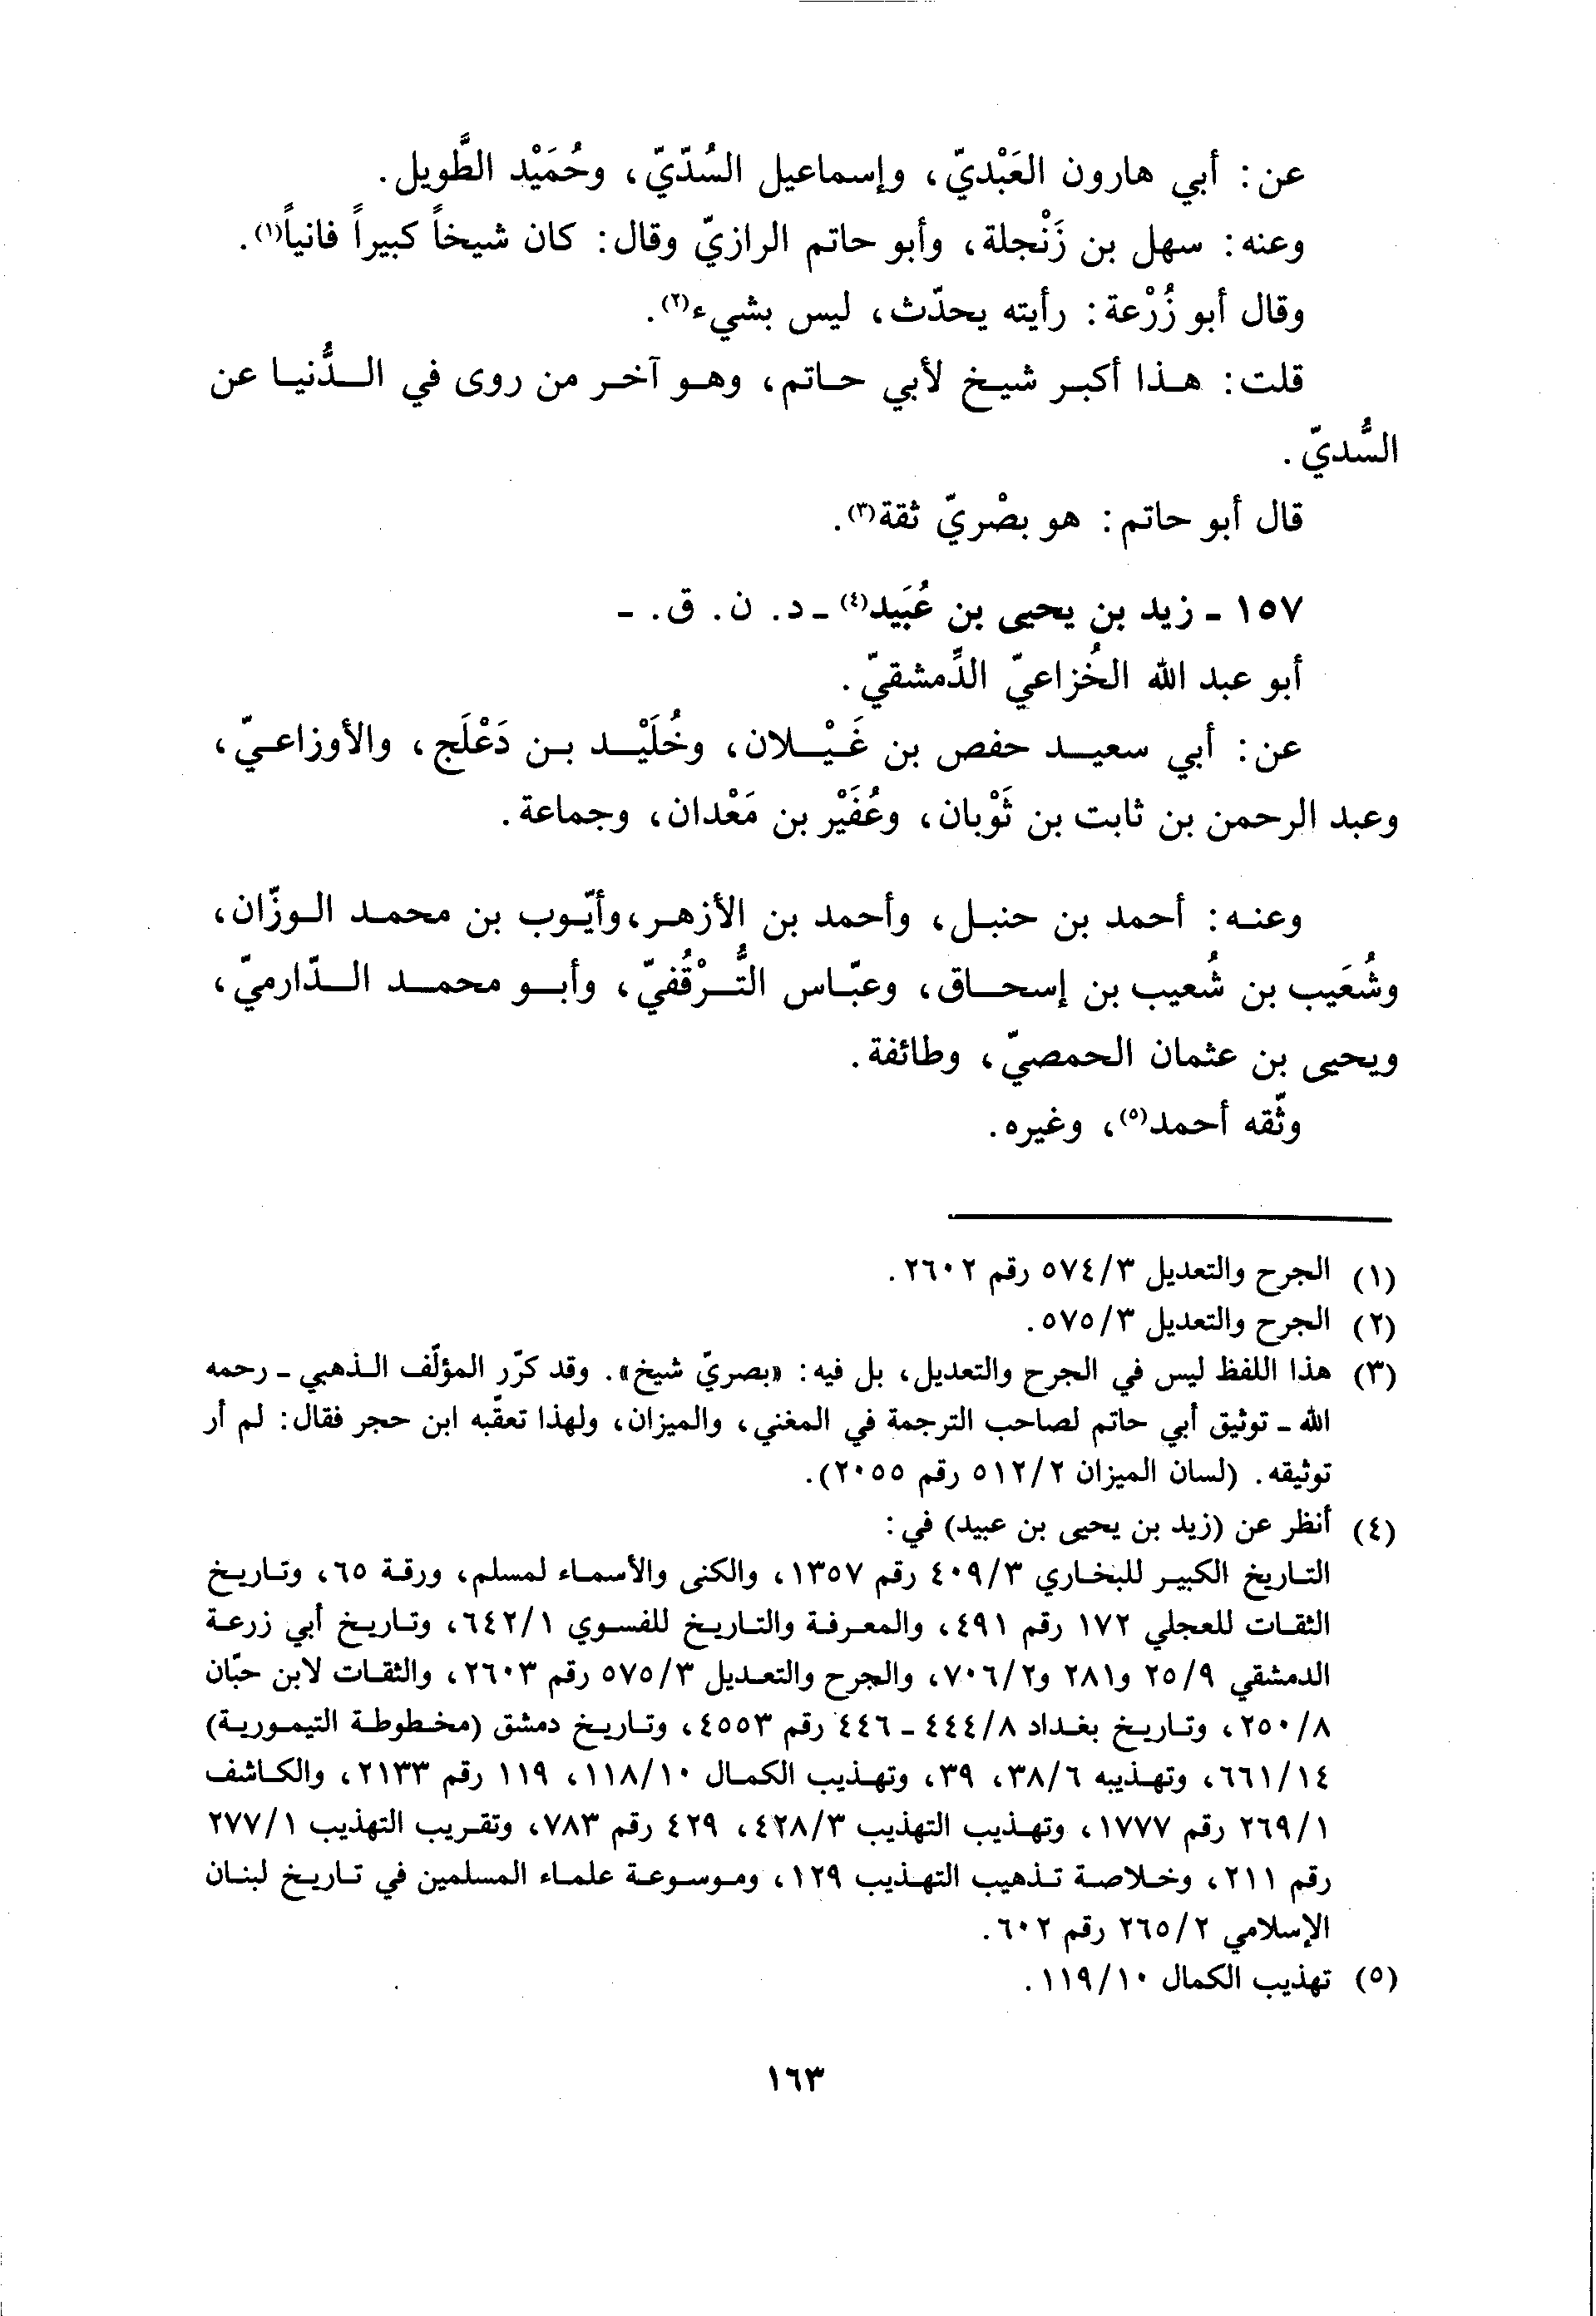 عن: أبي هارون العَبْديّ، وإسماعيل السُدّيّ، وحُمَيْد الطَّويل.
وعنه: سهل بن زَنْجلة، وأبو حاتم الرازيّ وقال: كان شيخاً كبيراً فانياً(١).
وقال أبو زُرْعة: رأيته يحدّث، ليس بشيء(٢).
قلت: هذا أكبر شيخ لأبي حاتم، وهو آخر من روى في الدُّنيا عن
السُّديّ.
قال أبو حاتم: هو بصْريّ ثقة(٣).
١٥٧ - زيد بن يحيى بن عُبَيد(٤) - د. ن. ق. -
أبو عبد الله الخُزاعيّ الدِّمشقيّ.
عن: أبي سعيد حفص بن غَيْلان، وخُلَيْد بن دَعْلَج، والأوزاعيّ،
وعبد الرحمن بن ثابت بن ثَوْبان، وعُفَيْر بن مَعْدان، وجماعة.
وعنه: أحمد بن حنبل، وأحمد بن الأزهر، وأيّوب بن محمد الوزّان،
وشُعَيب بن شُعيب بن إسحاق، وعبّاس التُّرْقُفيّ، وأبو محمد الدّارميّ،
ويحيى بن عثمان الحمصيّ، وطائفة.
وثّقه أحمد(٥)، وغيره.
(١) الجرح والتعديل ٥٧٤/٣ رقم ٢٦٠٢.
(٢) الجرح والتعديل ٥٧٥/٣.
(٣) هذا اللفظ ليس في الجرح والتعديل، بل فيه: «بصريّ شيخ». وقد كرّر المؤلّف الذهبي - رحمه
الله - توثيق أبي حاتم لصاحب الترجمة في المغني، والميزان، ولهذا تعقّبه ابن حجر فقال: لم أر
توثيقه. (لسان الميزان ٥١٢/٢ رقم ٢٠٥٥).
(٤) أنظر عن (زيد بن يحيى بن عبيد) في:
التاريخ الكبير للبخاري ٤٠٩/٣ رقم ١٣٥٧، والكنى والأسماء لمسلم، ورقة ٦٥، وتاريخ
الثقات للعجلي ١٧٢ رقم ٤٩١، والمعرفة والتاريخ للفسوي ٦٤٢/١، وتاريخ أبي زرعة
الدمشقي ٢٥/٩ و٢٨١ و٧٠٦/٢، والجرح والتعديل ٥٧٥/٣ رقم ٢٦٠٣، والثقات لابن حبّان
٢٥٠/٨، وتاريخ بغداد ٤٤٤/٨ - ٤٤٦ رقم ٤٥٥٣، وتاريخ دمشق (مخطوطة التيمورية)
٦٦١/١٤، وتهذيبه ٣٨/٦، ٣٩، وتهذيب الكمال ١١٨/١٠، ١١٩ رقم ٢١٣٣، والكاشف
٢٦٩/١ رقم ١٧٧٧، وتهذيب التهذيب ٤٢٨/٣، ٤٢٩ رقم ٧٨٣، وتقريب التهذيب ٢٧٧/١
رقم ٢١١، وخلاصة تذهيب التهذيب ١٢٩، وموسوعة علماء المسلمين في تاريخ لبنان
الإسلامي ٢٦٥/٢ رقم ٦٠٢.
(٥) تهذيب الكمال ١١٩/١٠.
١٦٣